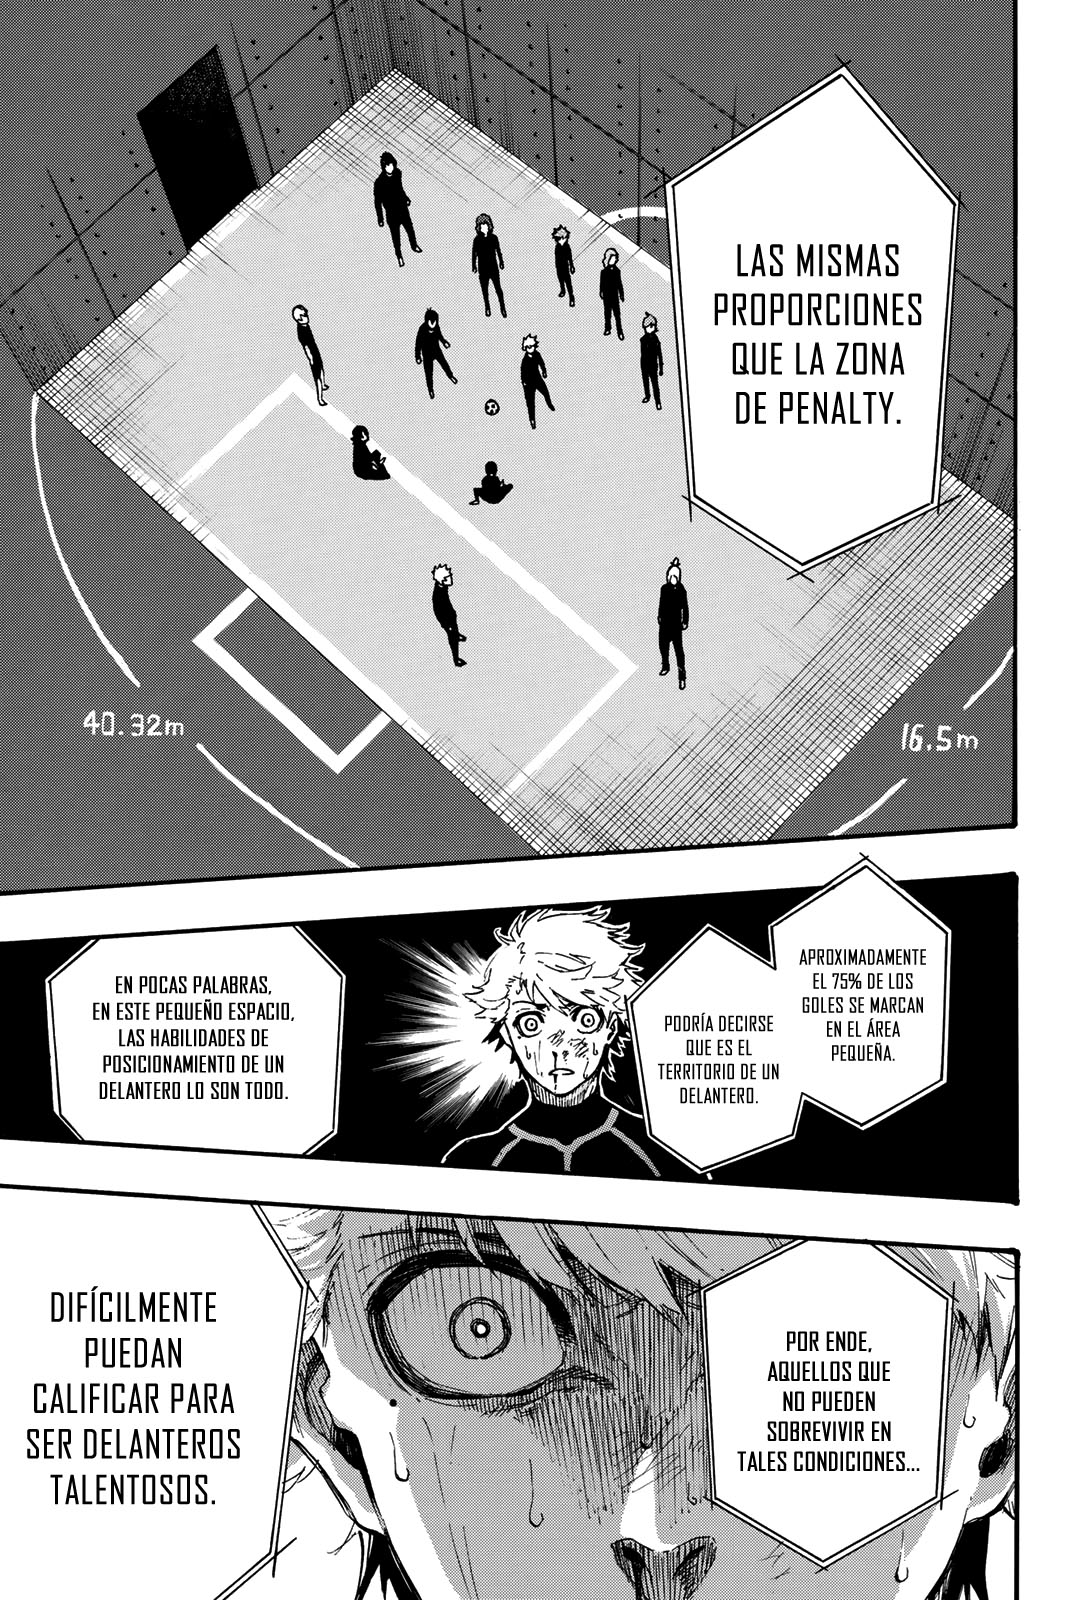 LAS MISMAS
PROPORCIONES
QUE LA ZONA
DE PENALTY.
40.32m
16.5m
APROXIMADAMENTE
EL 75% DE LOS
GOLES SE MARCAN
EN EL ÁREA
PEQUEÑA.
PODRÍA DECIRSE
QUE ES EL
TERRITORIO DE UN
DELANTERO.
EN POCAS PALABRAS,
EN ESTE PEQUEÑO ESPACIO,
LAS HABILIDADES DE
POSICIONAMIENTO DE UN
DELANTERO LO SON TODO.
POR ENDE,
AQUELLOS QUE
NO PUEDEN
SOBREVIVIR EN
TALES CONDICIONES...
DIFÍCILMENTE
PUEDAN
CALIFICAR PARA
SER DELANTEROS
TALENTOSOS.